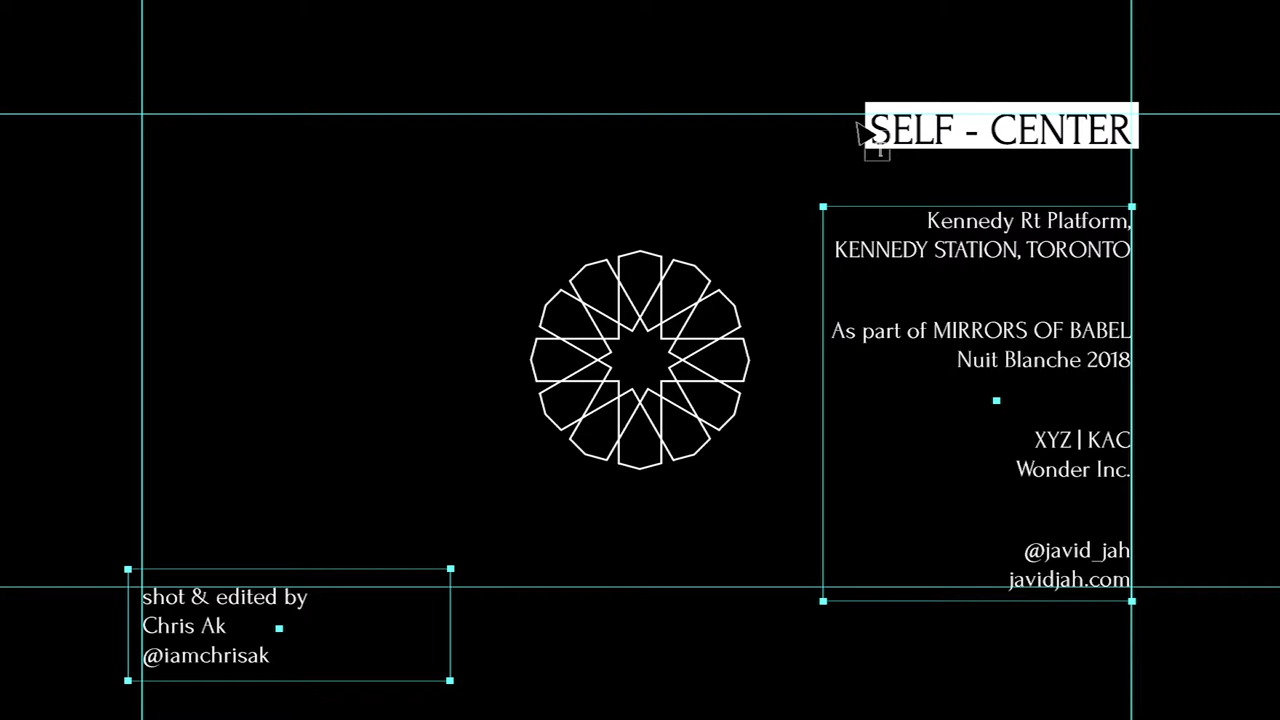 SELF - CENTER
Kennedy Rt Platform,
KENNEDY STATION, TORONTO
As part of MIRRORS OF BABEL
Nuit Blanche 2018
XYZ | KAC
Wonder Inc.
@javid_jah
javidjah.com
shot & edited by
Chris Ak
@iamchrisak